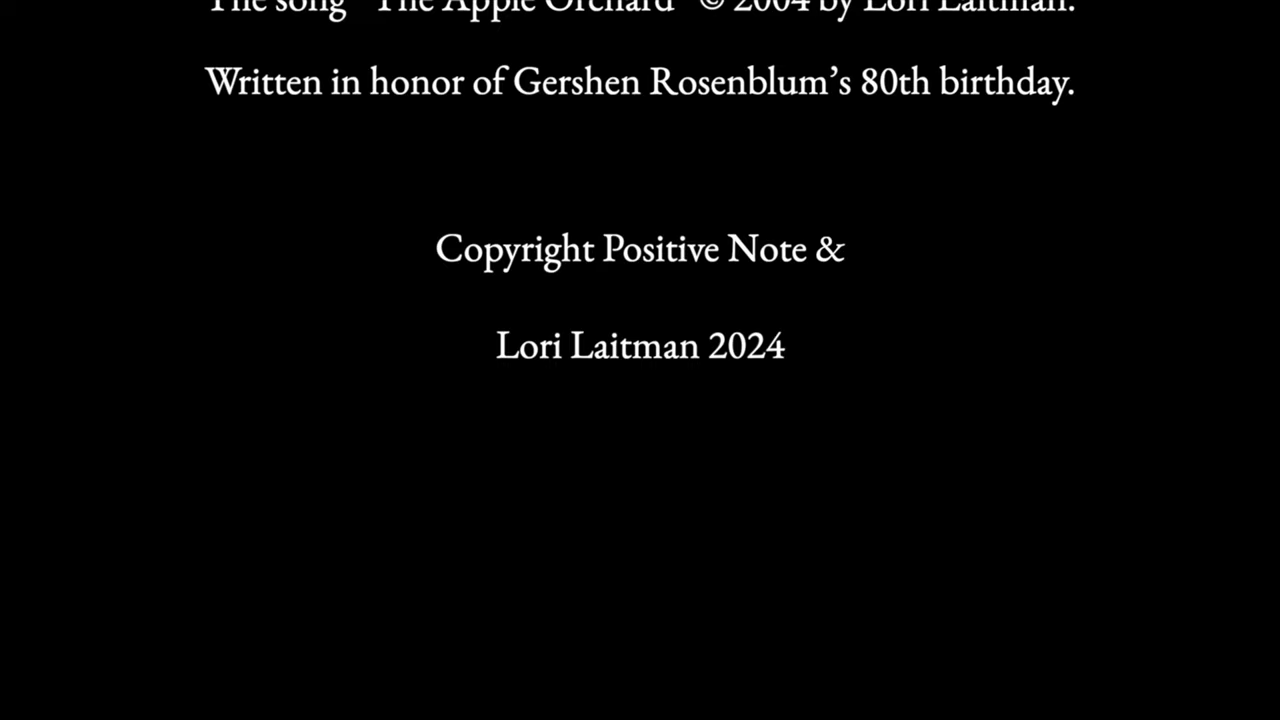 The song "The Apple Orchard" © 2004 by Lori Laitman.
Written in honor of Gershen Rosenblum’s 80th birthday.
Copyright Positive Note &
Lori Laitman 2024